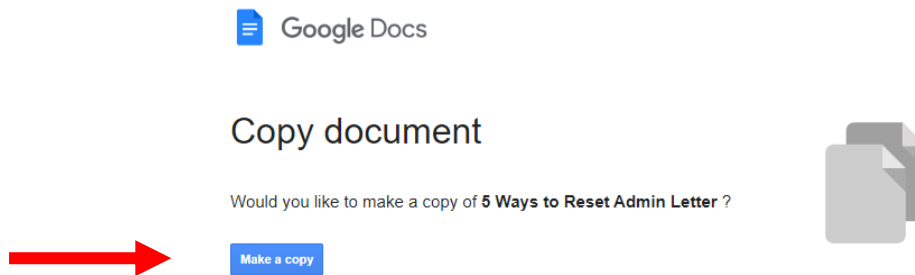 Google Docs
Copy document
Would you like to make a copy of 5 Ways to Reset Admin Letter ?
Make a copy